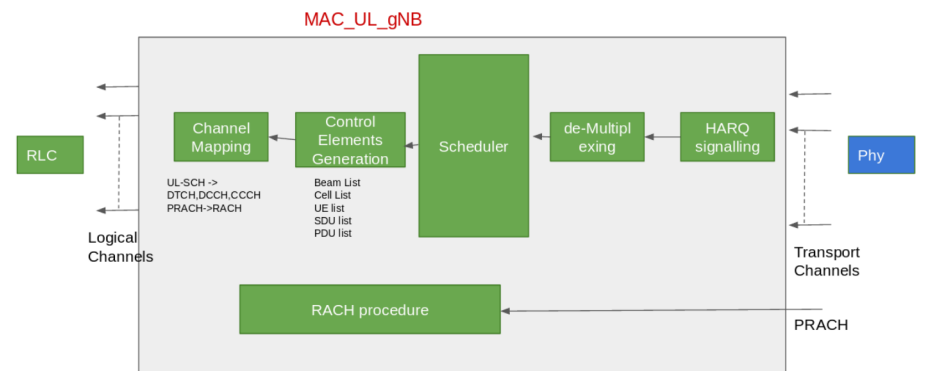 MAC_UL_gNB
RLC
Channel
Mapping
Control
Elements
Generation
Scheduler
de-Multipl
exing
HARQ
signalling
Phy
UL-SCH ->
DTCH,DCCH,CCCH
PRACH->RACH
Beam List
Cell List
UE list
SDU list
PDU list
Logical
Channels
Transport
Channels
RACH procedure
PRACH